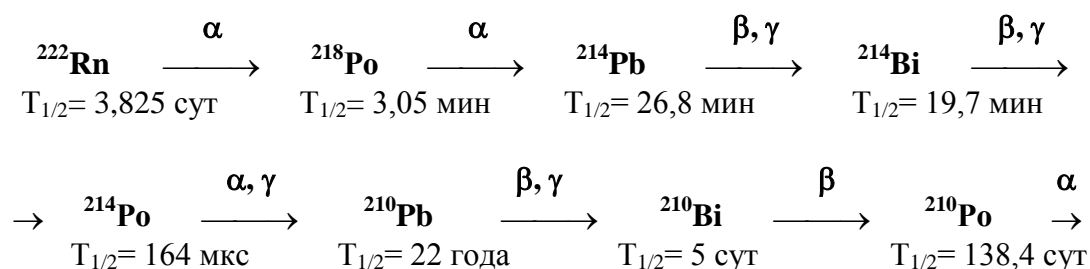 α α β, γ β, γ
²²²Rn ⟶ ²¹⁸Po ⟶ ²¹⁴Pb ⟶ ²¹⁴Bi ⟶
T₁/₂= 3,825 сут T₁/₂= 3,05 мин T₁/₂= 26,8 мин T₁/₂= 19,7 мин
α, γ β, γ β α
→ ²¹⁴Po ⟶ ²¹⁰Pb ⟶ ²¹⁰Bi ⟶ ²¹⁰Po →
T₁/₂= 164 мкс T₁/₂= 22 года T₁/₂= 5 сут T₁/₂= 138,4 сут